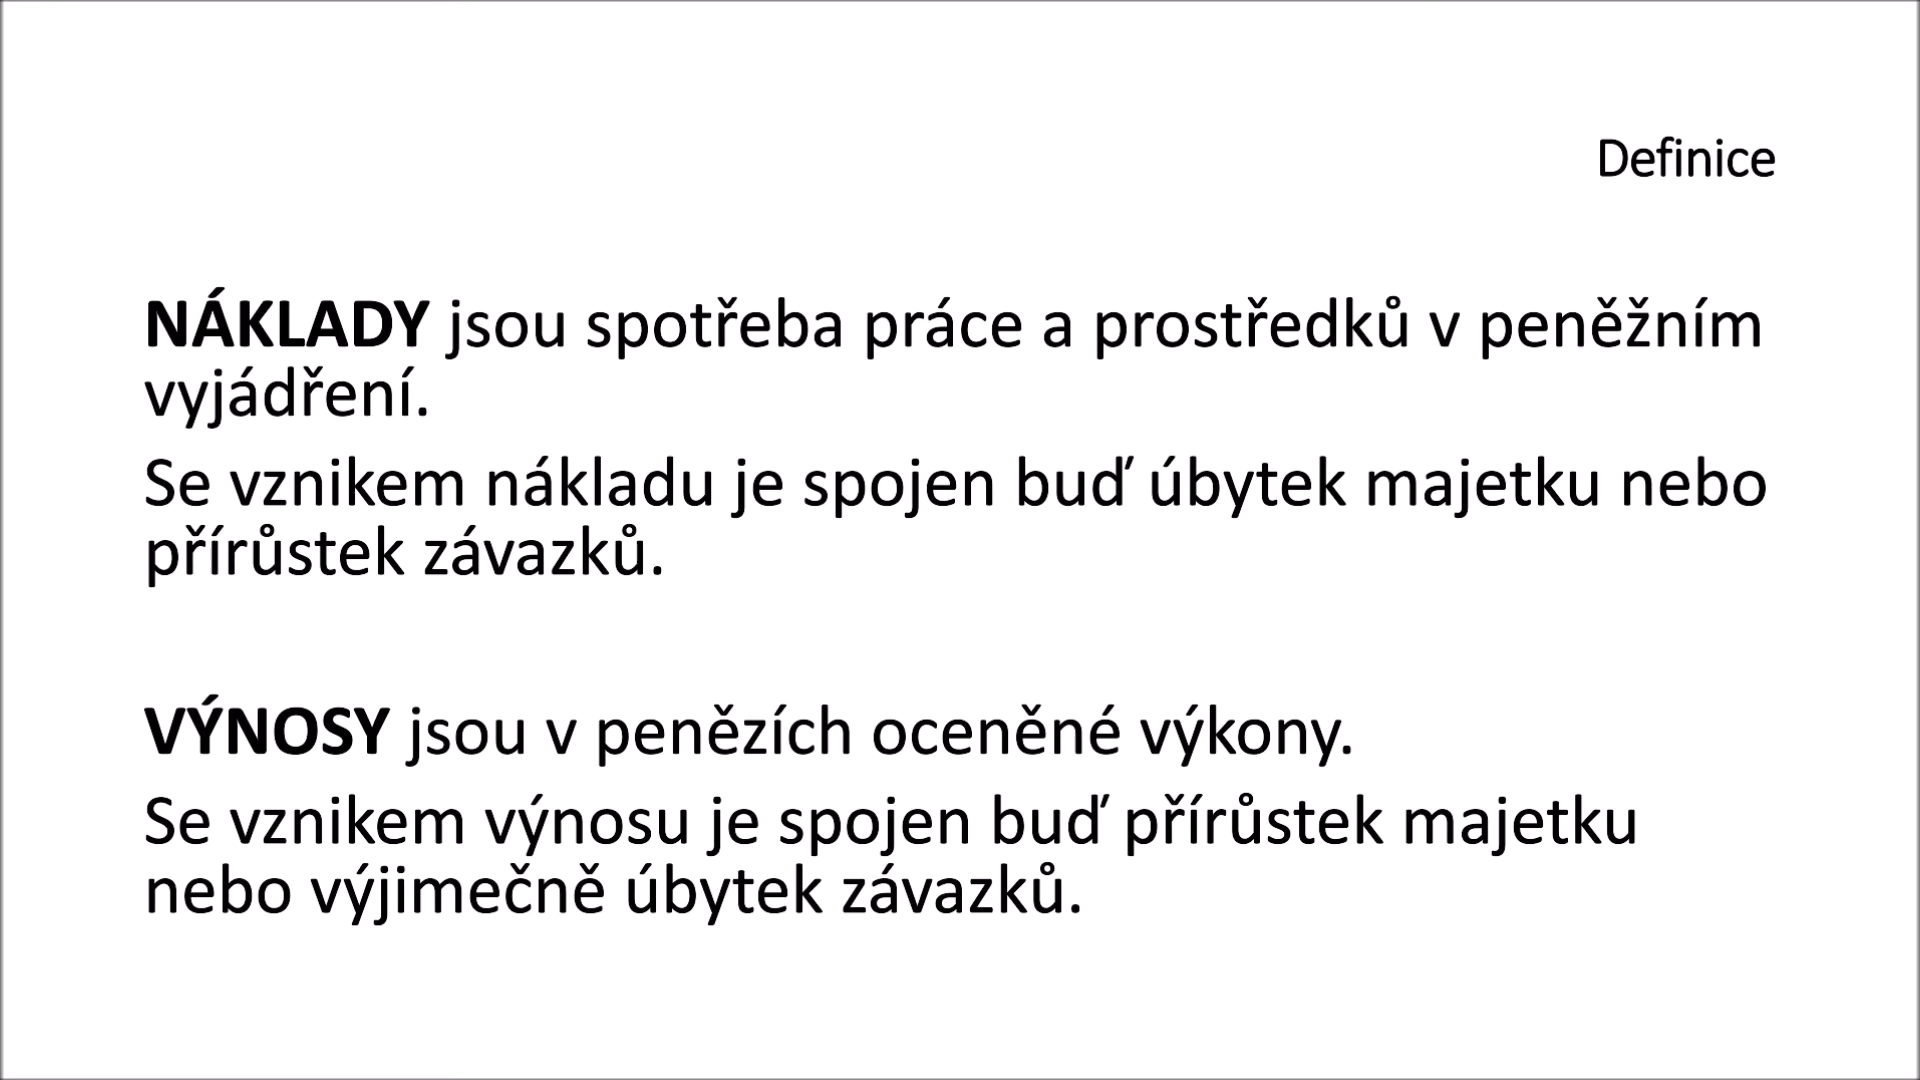 Definice
NÁKLADY jsou spotřeba práce a prostředků v peněžním
vyjádření.
Se vznikem nákladu je spojen buď úbytek majetku nebo
přírůstek závazků.
VÝNOSY jsou v penězích oceněné výkony.
Se vznikem výnosu je spojen buď přírůstek majetku
nebo výjimečně úbytek závazků.